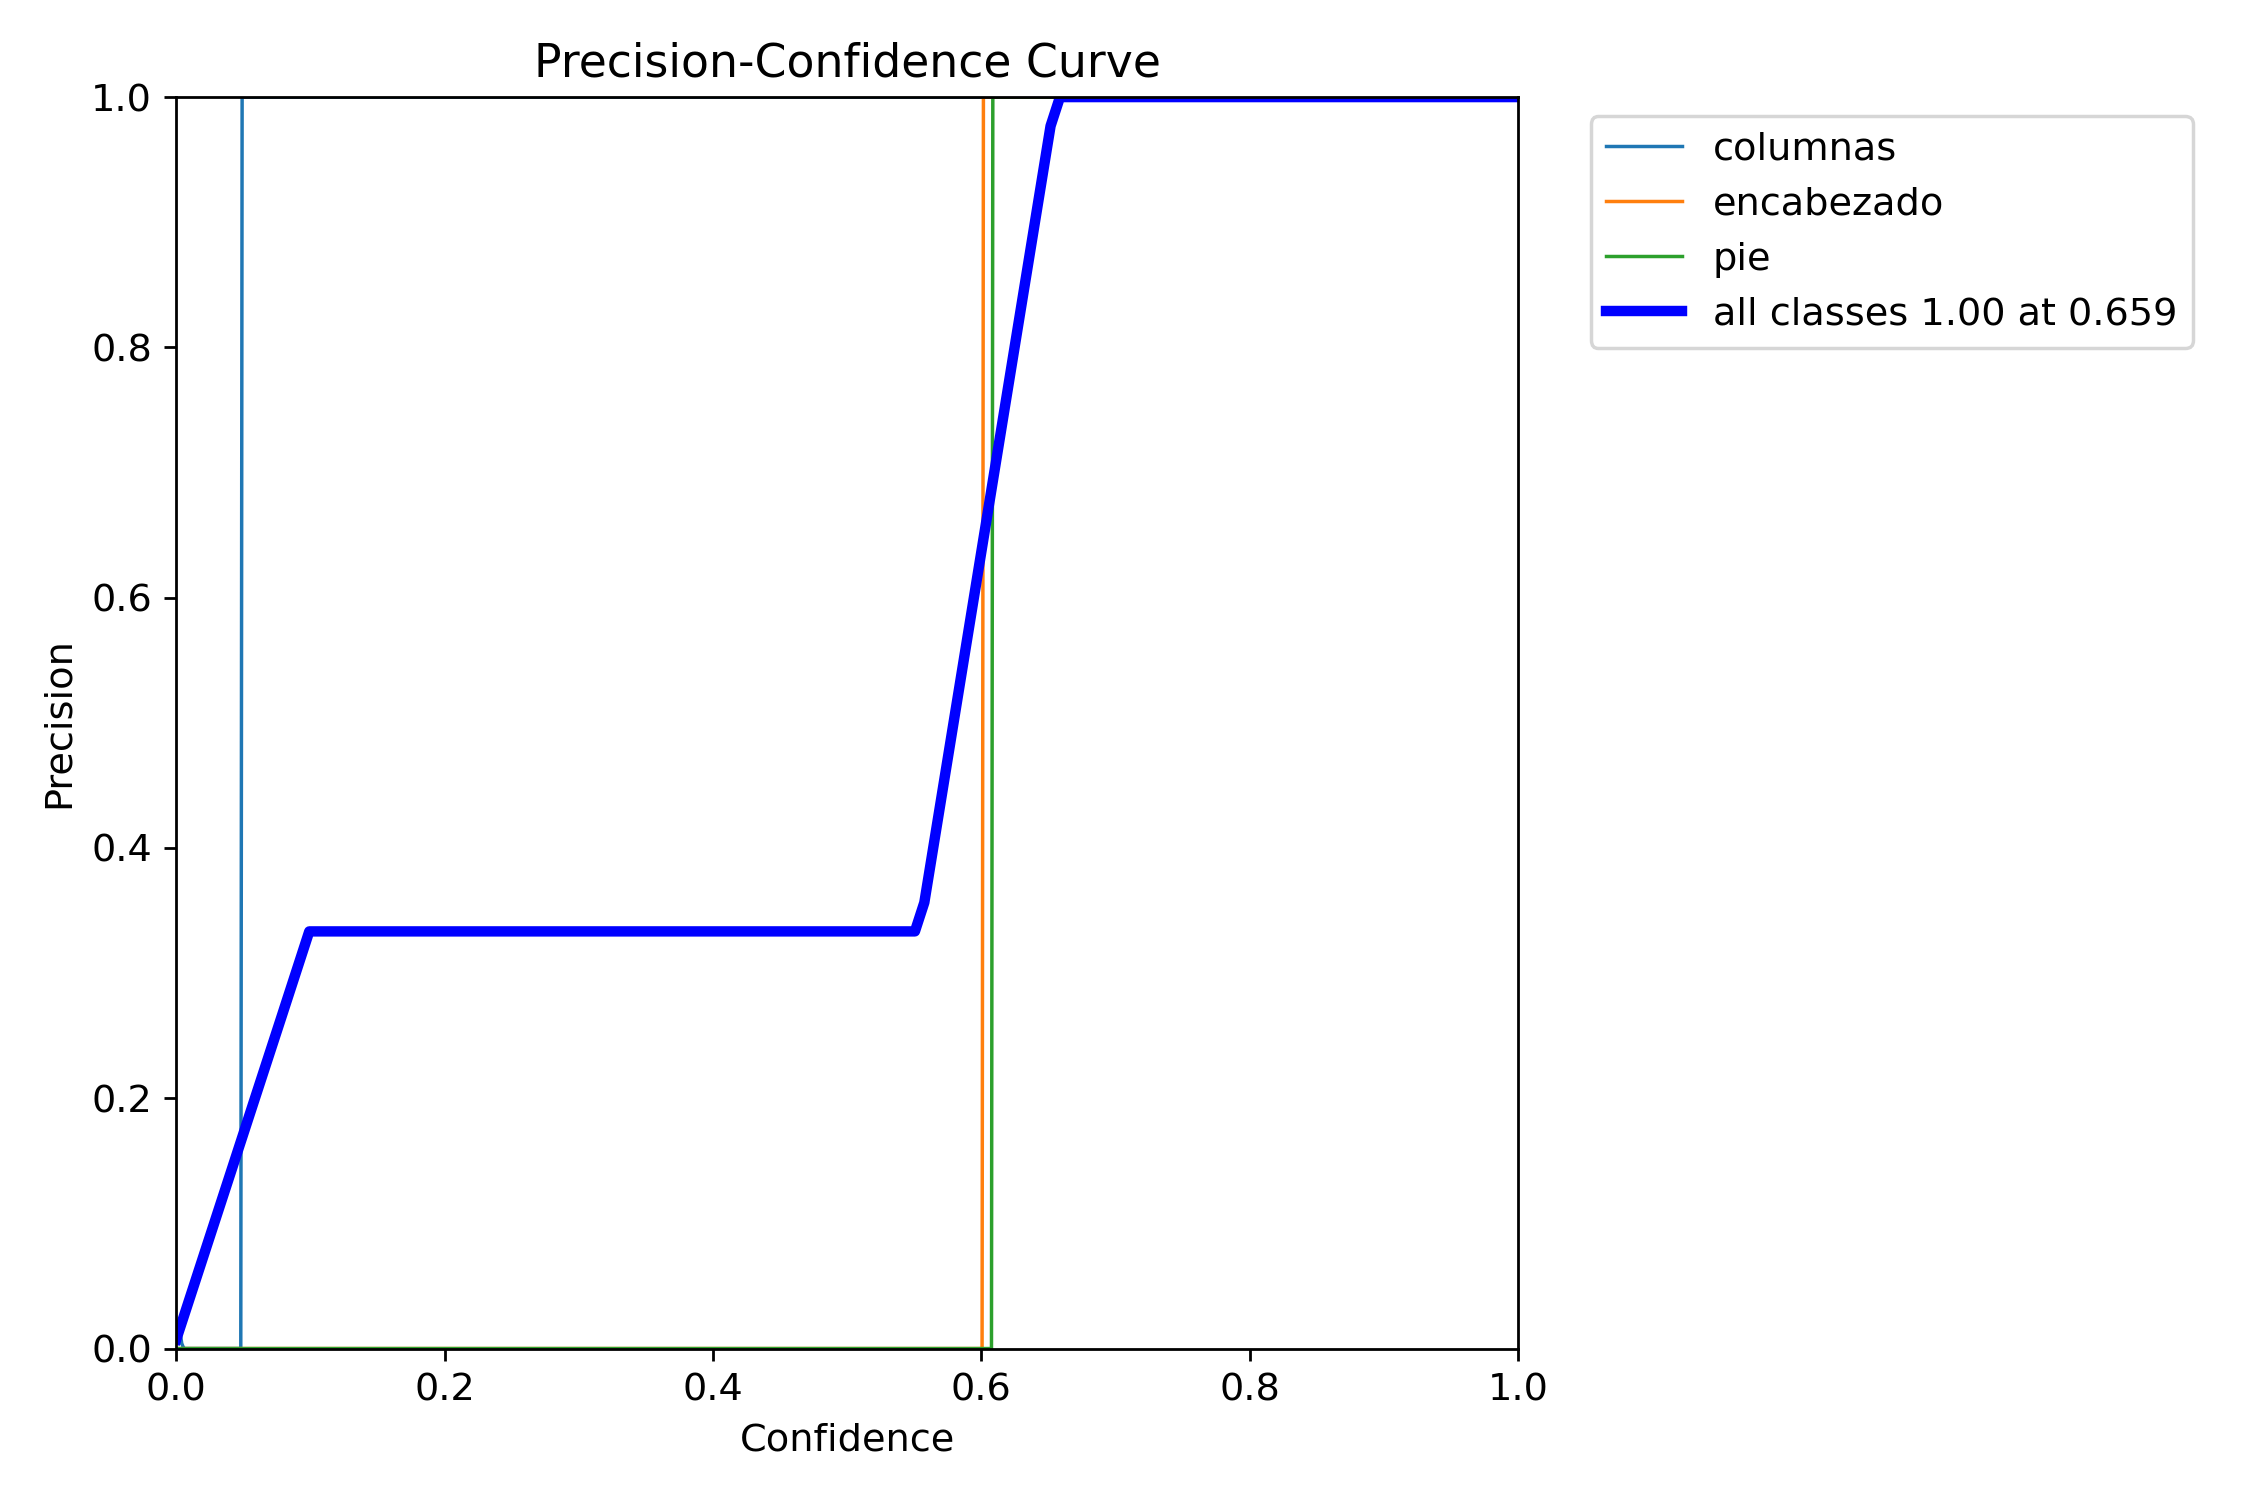 Precision-Confidence Curve
1.0
0.8
0.6
0.4
0.2
0.0
Precision
0.0 0.2 0.4 0.6 0.8 1.0
Confidence
columnas
encabezado
pie
all classes 1.00 at 0.659